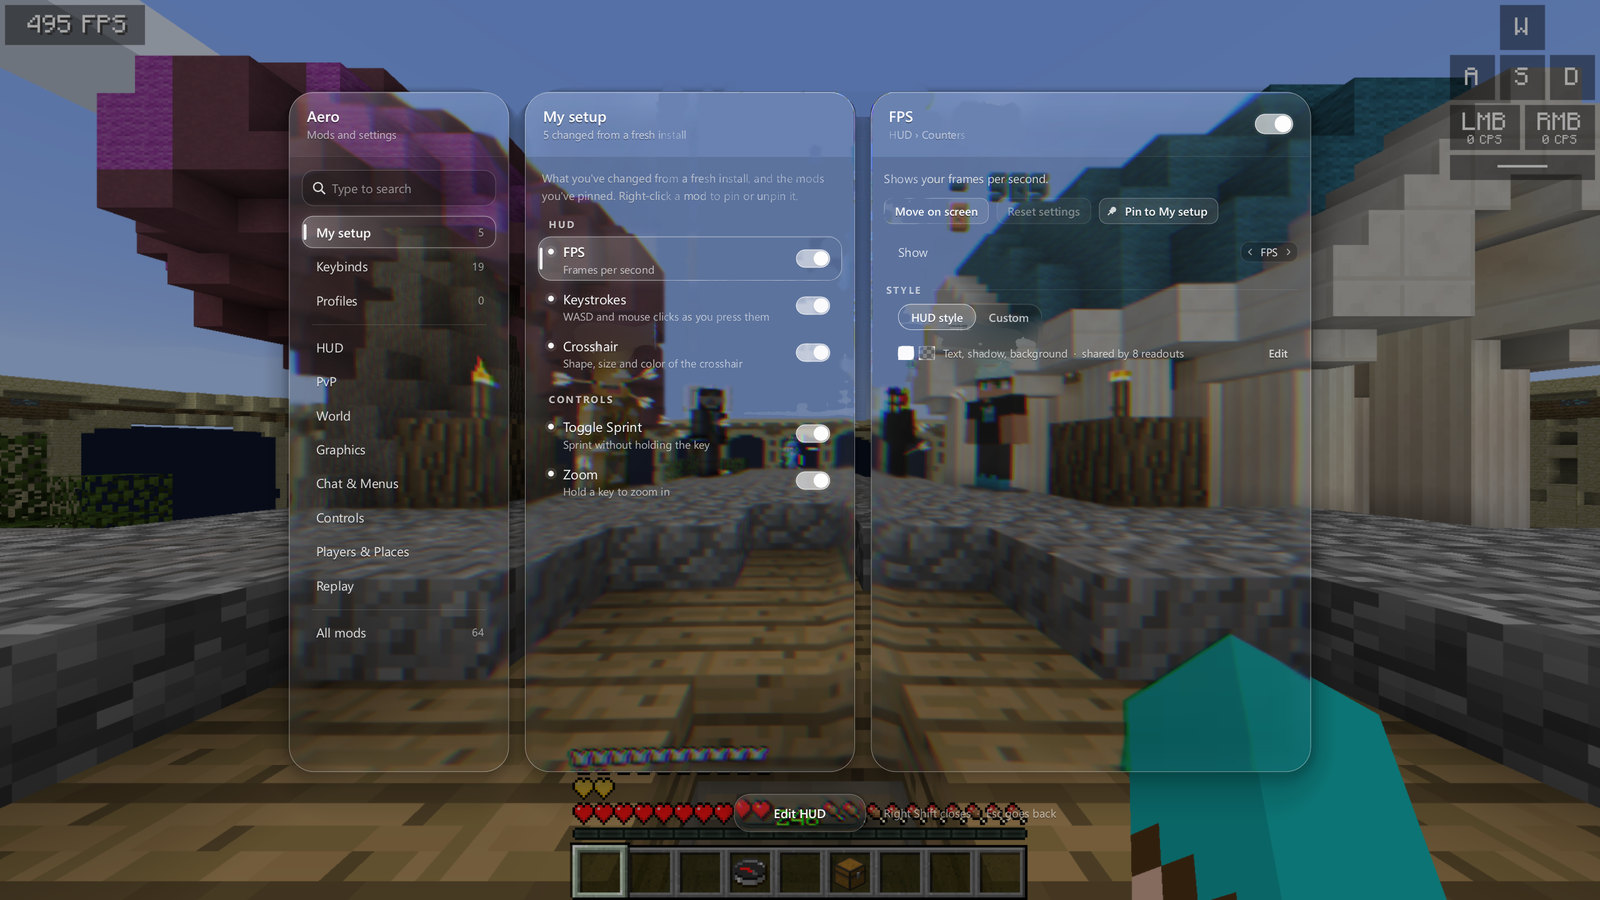 495 FPS
W
A S D
LMB RMB
0 CPS 0 CPS
Aero
Mods and settings
Type to search
My setup 5
Keybinds 19
Profiles 0
HUD
PvP
World
Graphics
Chat & Menus
Controls
Players & Places
Replay
All mods 64
My setup
5 changed from a fresh install
What you've changed from a fresh install, and the mods
you've pinned. Right-click a mod to pin or unpin it.
HUD
FPS
Frames per second
Keystrokes
WASD and mouse clicks as you press them
Crosshair
Shape, size and color of the crosshair
CONTROLS
Toggle Sprint
Sprint without holding the key
Zoom
Hold a key to zoom in
FPS
HUD › Counters
Shows your frames per second.
Move on screen Reset settings Pin to My setup
Show ‹ FPS ›
STYLE
HUD style Custom
Text, shadow, background · shared by 8 readouts Edit
Edit HUD Right Shift closes · Esc goes back